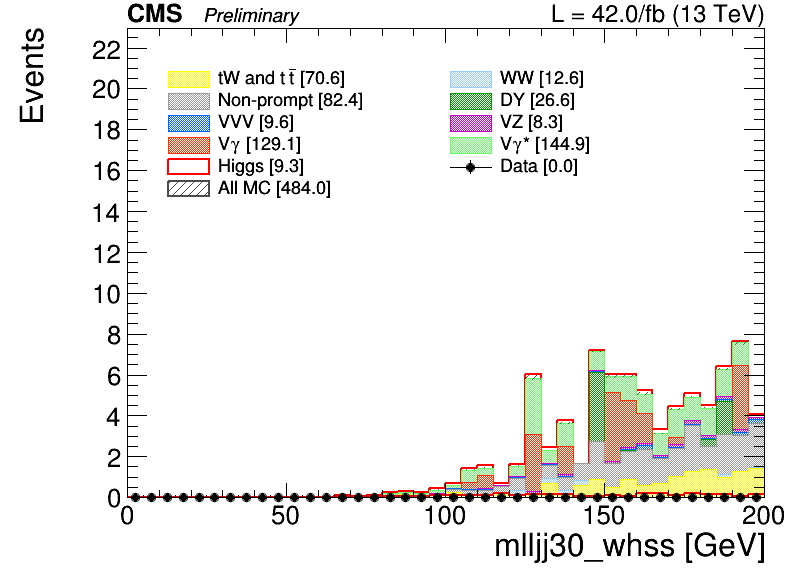 CMS Preliminary L = 42.0/fb (13 TeV)
Events
22
20
18
16
14
12
10
8
6
4
2
0
tW and tt̅ [70.6] WW [12.6]
Non-prompt [82.4] DY [26.6]
VVV [9.6] VZ [8.3]
Vγ [129.1] Vγ* [144.9]
Higgs [9.3] Data [0.0]
All MC [484.0]
0 50 100 150 200
mlljj30_whss [GeV]